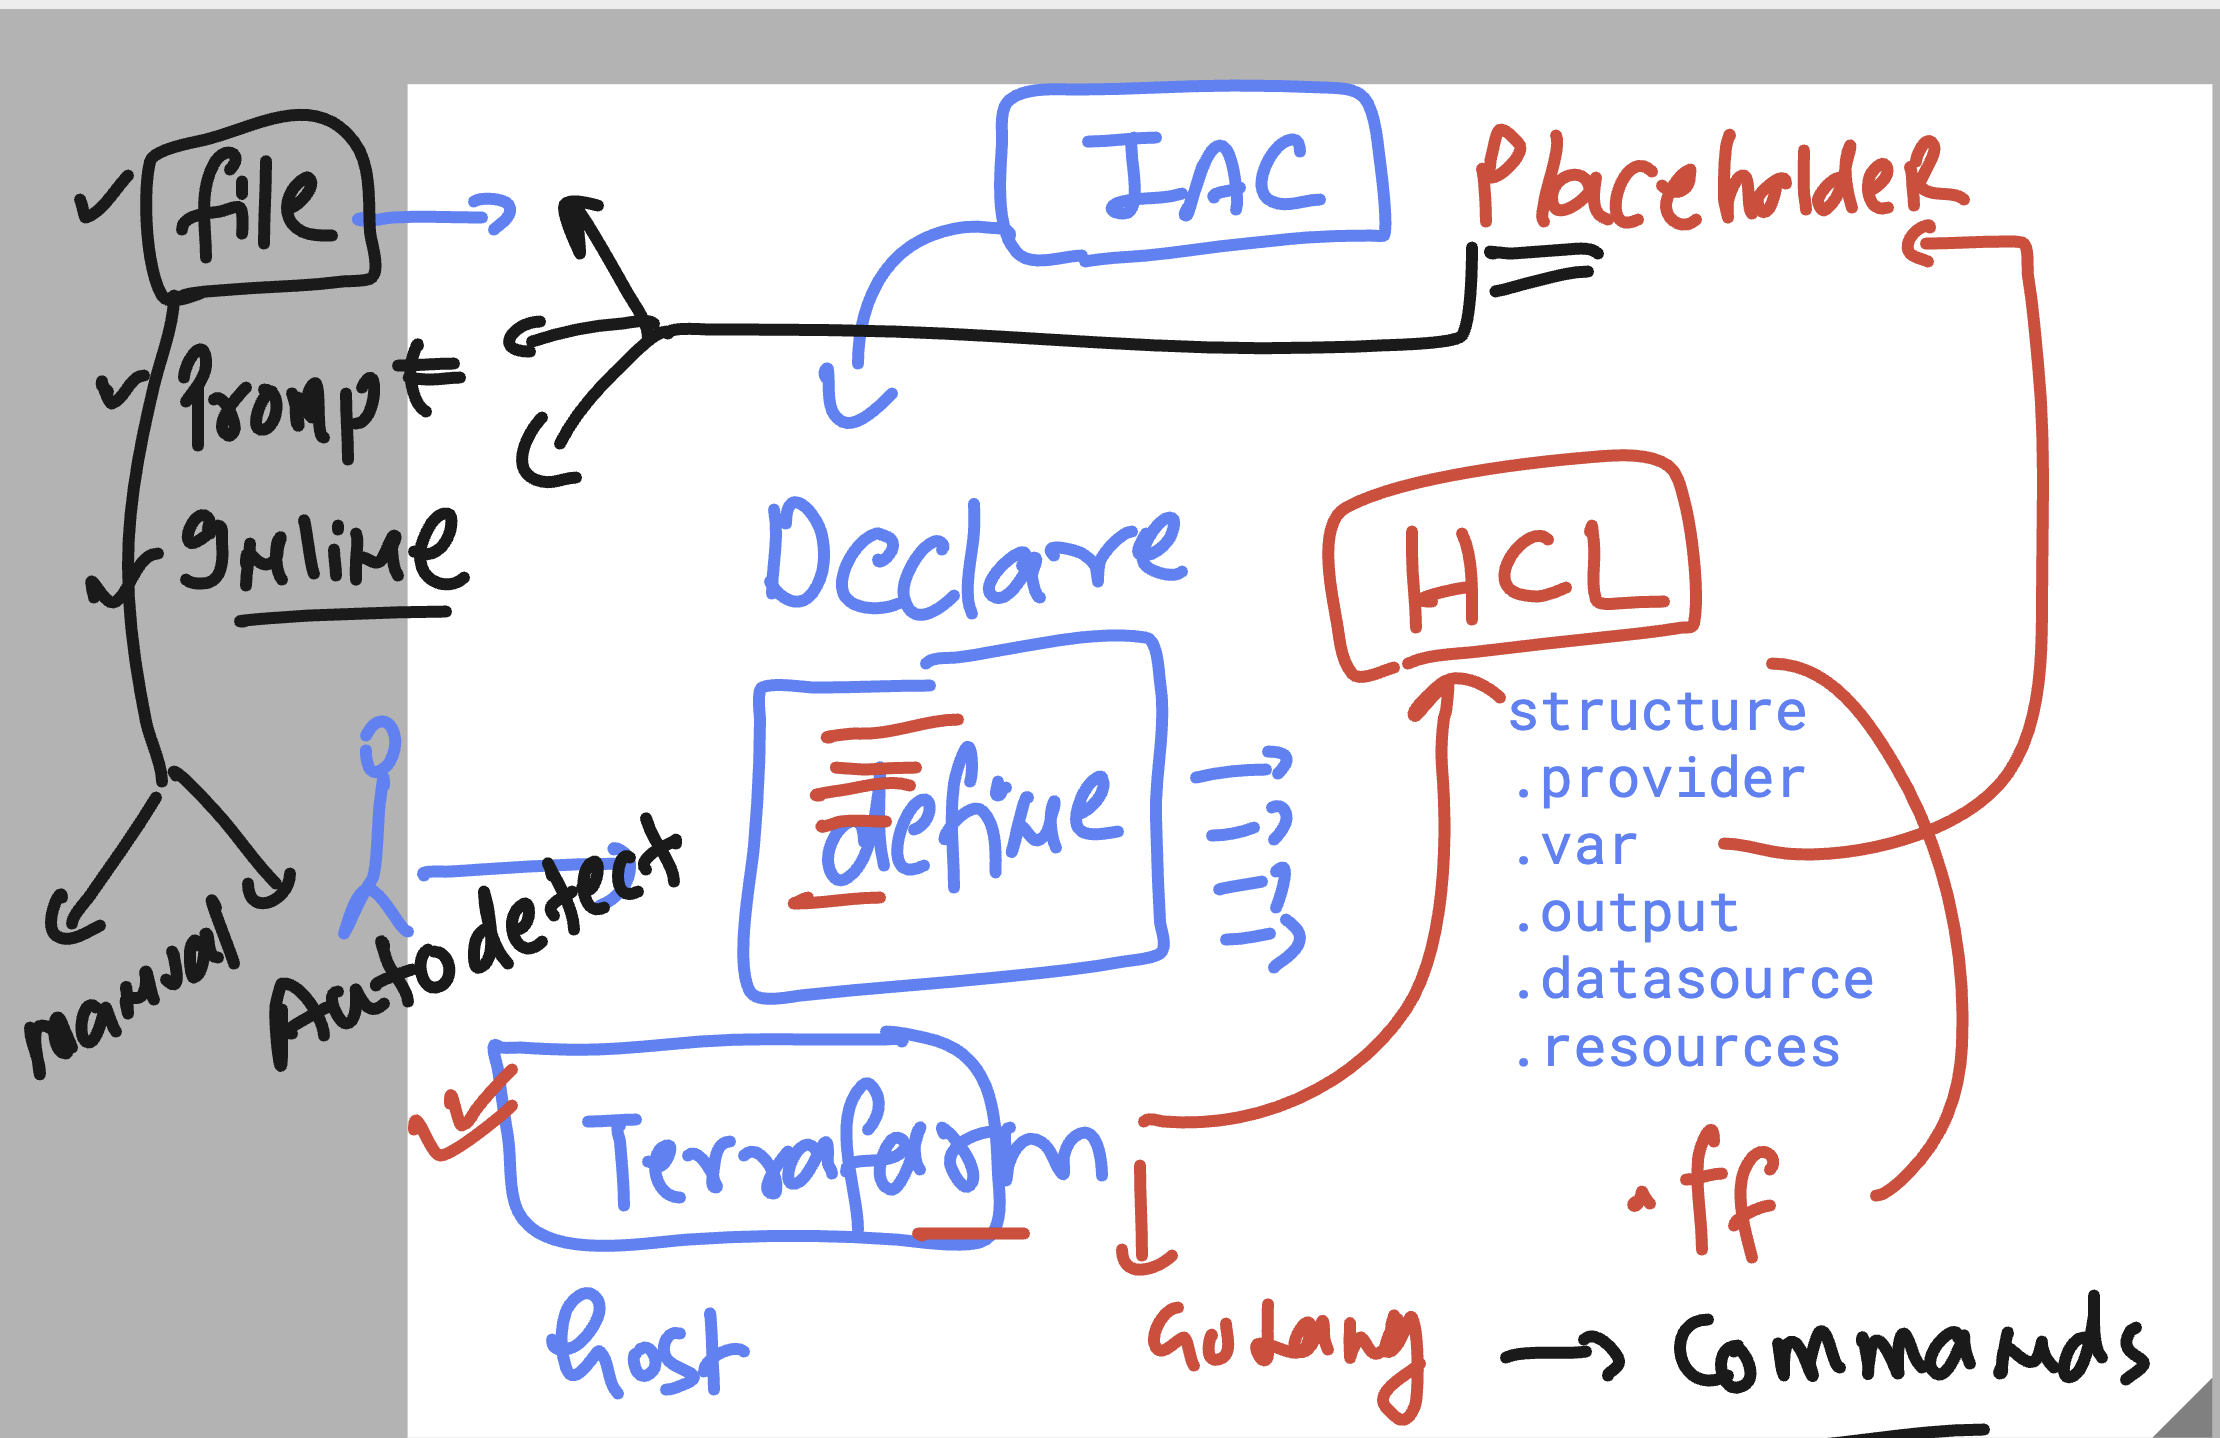 IAC
Placeholder
file
Prompt
Inline
manual
Autodetect
Declare
define
HCL
structure
.provider
.var
.output
.datasource
.resources
Terraform
.tf
host
GoLang
→ Commands